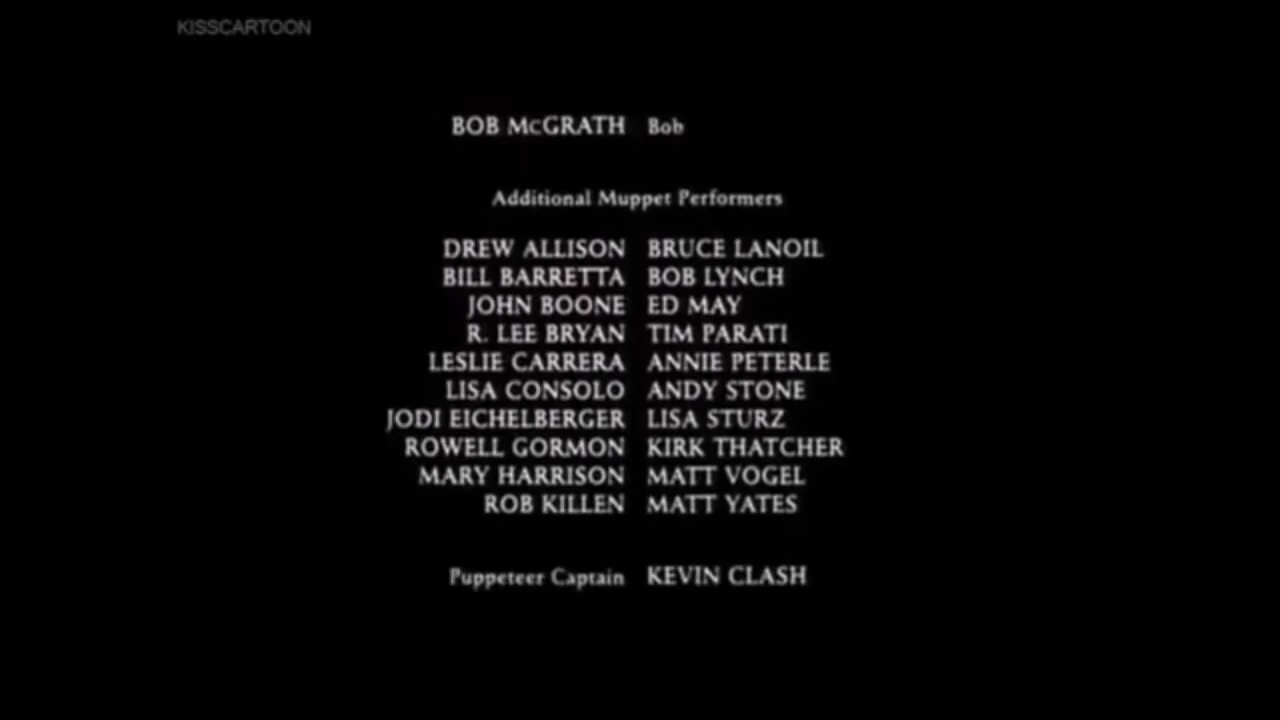 KISSCARTOON
BOB McGRATH Bob
Additional Muppet Performers
DREW ALLISON BRUCE LANOIL
BILL BARRETTA BOB LYNCH
JOHN BOONE ED MAY
R. LEE BRYAN TIM PARATI
LESLIE CARRERA ANNIE PETERLE
LISA CONSOLO ANDY STONE
JODI EICHELBERGER LISA STURZ
ROWELL GORMON KIRK THATCHER
MARY HARRISON MATT VOGEL
ROB KILLEN MATT YATES
Puppeteer Captain KEVIN CLASH